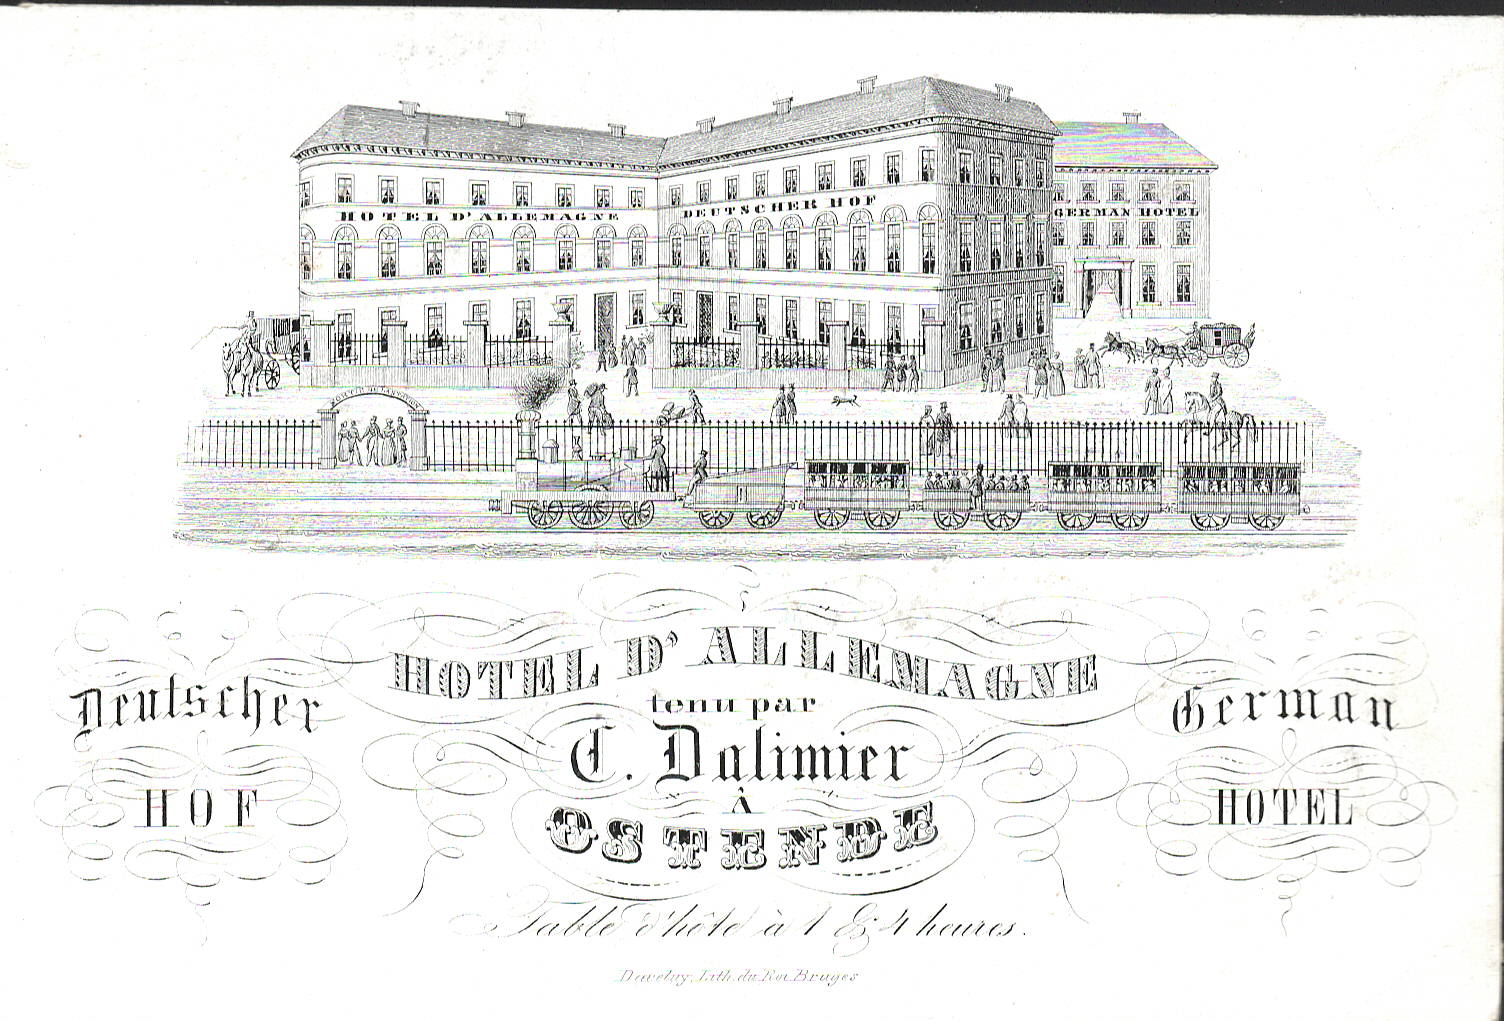 HOTEL D'ALLEMAGNE
DEUTSCHER HOF
GERMAN HOTEL
HOTEL D'ALLEMAGNE
tenu par
C. Dalimier
À
OSTENDE
Deutscher
HOF
German
HOTEL
Table d'hôte à 1 & 4 heures.
Daveluy, Lith. du Roi Bruges